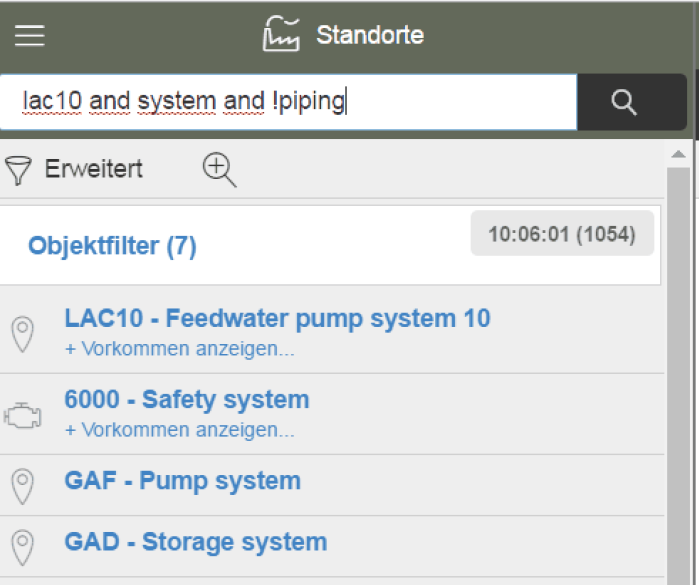 Standorte
lac10 and system and !piping
Erweitert
Objektfilter (7)
10:06:01 (1054)
LAC10 - Feedwater pump system 10
+ Vorkommen anzeigen...
6000 - Safety system
+ Vorkommen anzeigen...
GAF - Pump system
GAD - Storage system